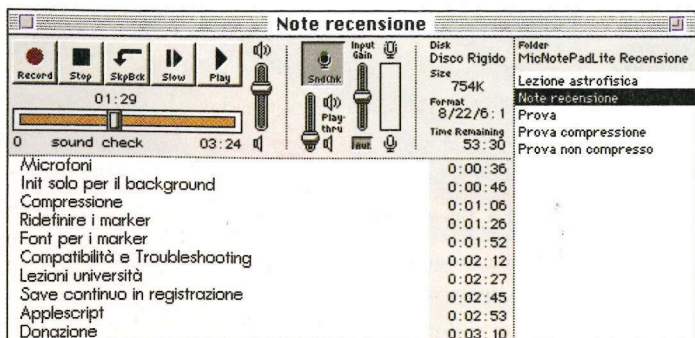 Note recensione
Record
Stop
SkpBck
Slow
Play
01:29
0
sound check
03:24
SndChk
Play-
thru
Input
Gain
Disk
Disco Rigido
Size
754K
Format
8/22/6:1
Time Remaining
53:30
Folder
MicNotePadLite Recensione
Lezione astrofisica
Note recensione
Prova
Prova compressione
Prova non compresso
Microfoni 0:00:36
Init solo per il background 0:00:46
Compressione 0:01:06
Ridefinire i marker 0:01:26
Font per i marker 0:01:52
Compatibilità e Troubleshooting 0:02:12
Lezioni università 0:02:27
Save continuo in registrazione 0:02:45
Applescript 0:02:53
Donazione 0:03:10